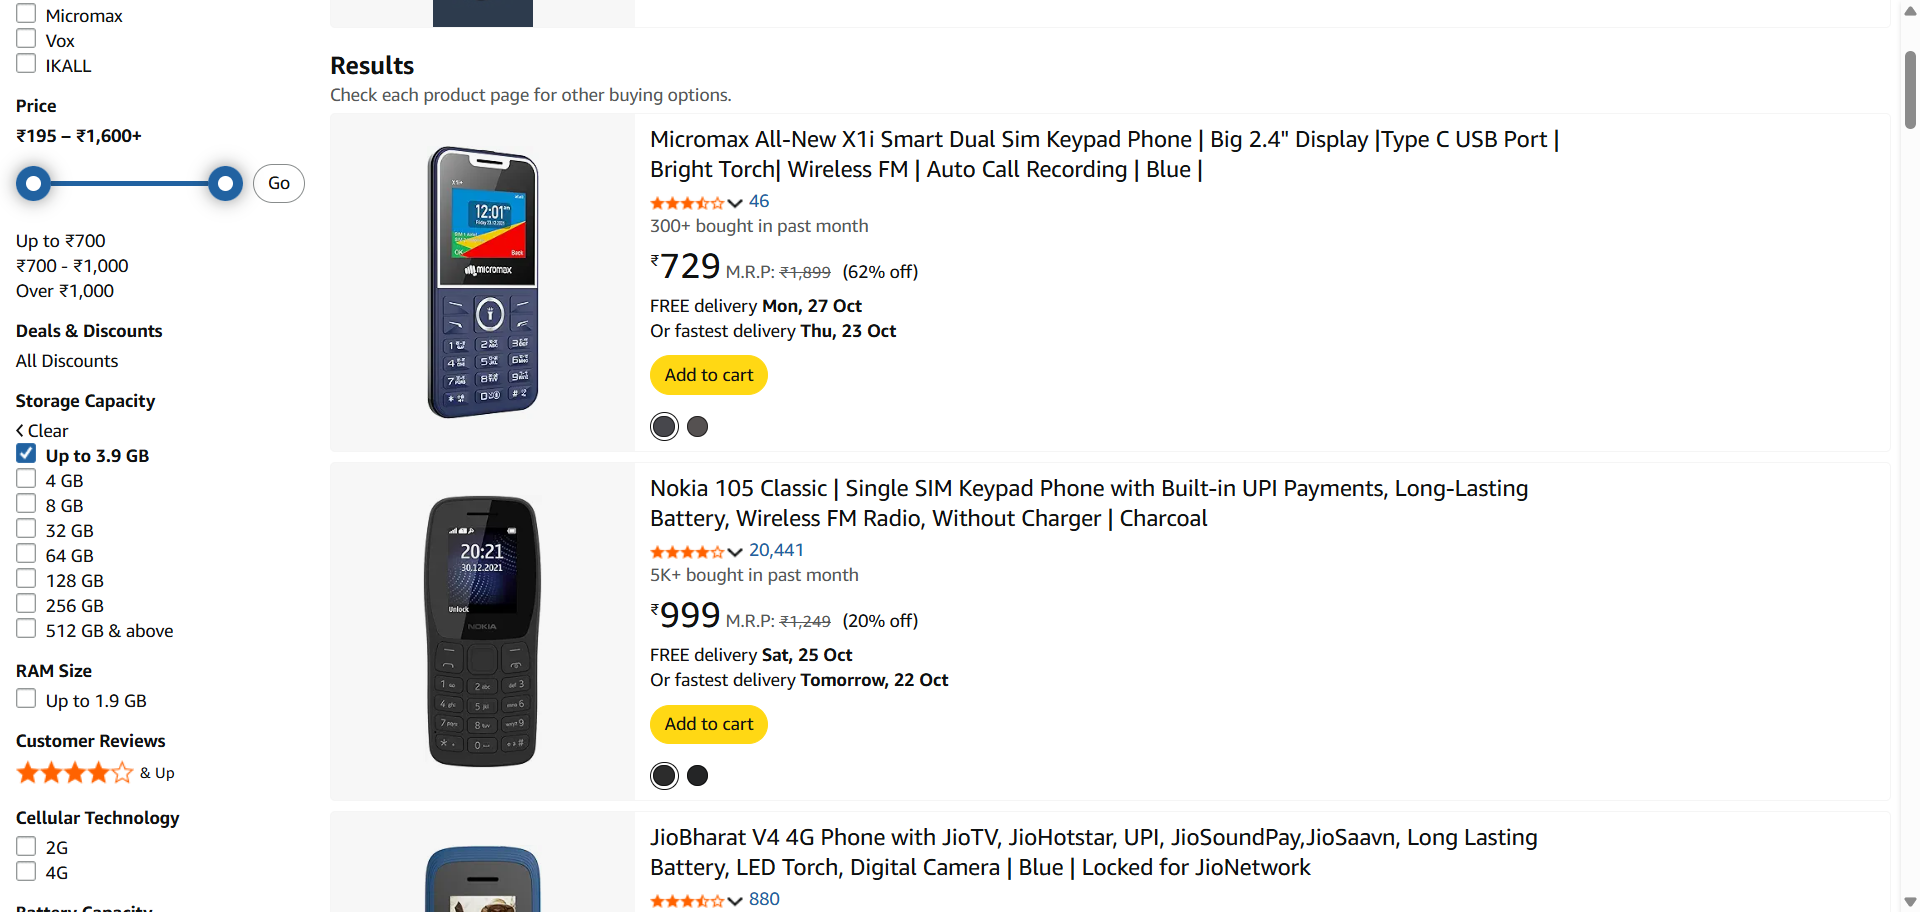 Micromax
Vox
IKALL
Price
₹195 – ₹1,600+
Go
Up to ₹700
₹700 - ₹1,000
Over ₹1,000
Deals & Discounts
All Discounts
Storage Capacity
Clear
Up to 3.9 GB
4 GB
8 GB
32 GB
64 GB
128 GB
256 GB
512 GB & above
RAM Size
Up to 1.9 GB
Customer Reviews
& Up
Cellular Technology
2G
4G
Battery Capacity
Results
Check each product page for other buying options.
X1i+
12:01
OK
Back
micromax
Micromax All-New X1i Smart Dual Sim Keypad Phone | Big 2.4" Display |Type C USB Port |
Bright Torch| Wireless FM | Auto Call Recording | Blue |
46
300+ bought in past month
₹729 M.R.P: ₹1,899 (62% off)
FREE delivery Mon, 27 Oct
Or fastest delivery Thu, 23 Oct
Add to cart
20:21
30.12.2021
Unlock
NOKIA
Nokia 105 Classic | Single SIM Keypad Phone with Built-in UPI Payments, Long-Lasting
Battery, Wireless FM Radio, Without Charger | Charcoal
20,441
5K+ bought in past month
₹999 M.R.P: ₹1,249 (20% off)
FREE delivery Sat, 25 Oct
Or fastest delivery Tomorrow, 22 Oct
Add to cart
JioBharat V4 4G Phone with JioTV, JioHotstar, UPI, JioSoundPay,JioSaavn, Long Lasting
Battery, LED Torch, Digital Camera | Blue | Locked for JioNetwork
880